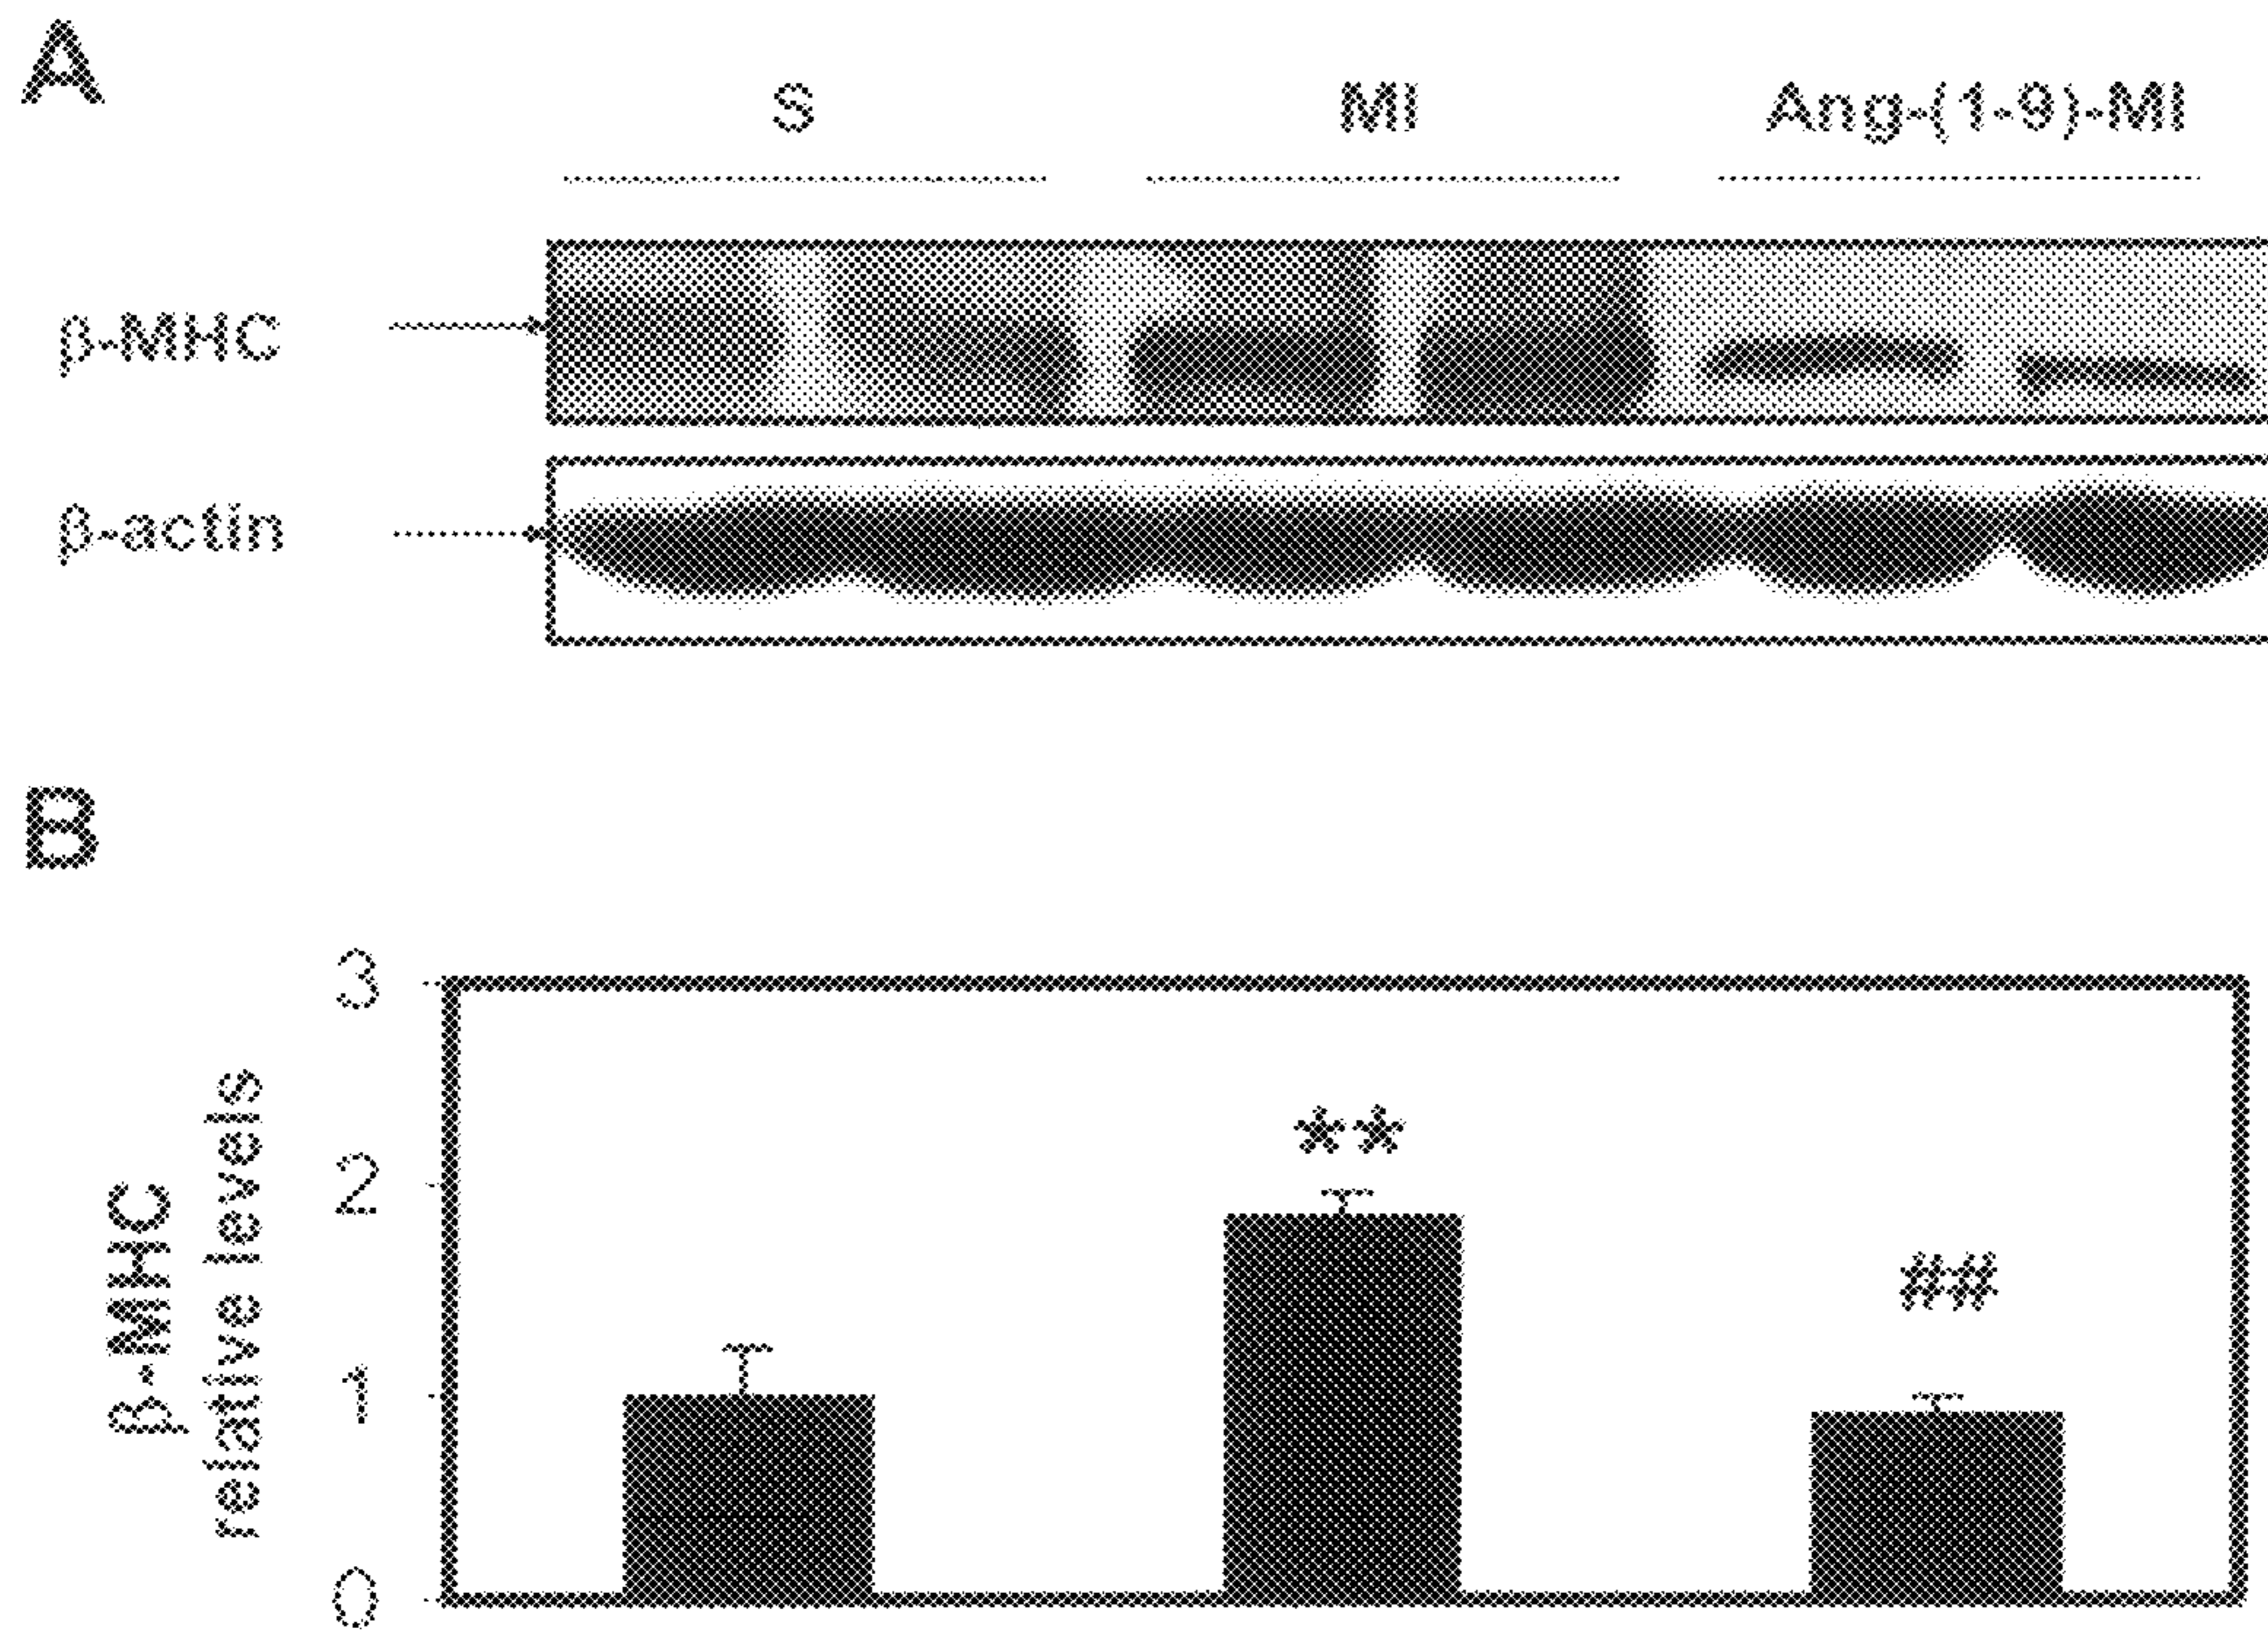 A
S MI Ang-(1-9)-MI
β-MHC
β-actin
B
β-MHC
relative levels
3
2
1
0
**
##